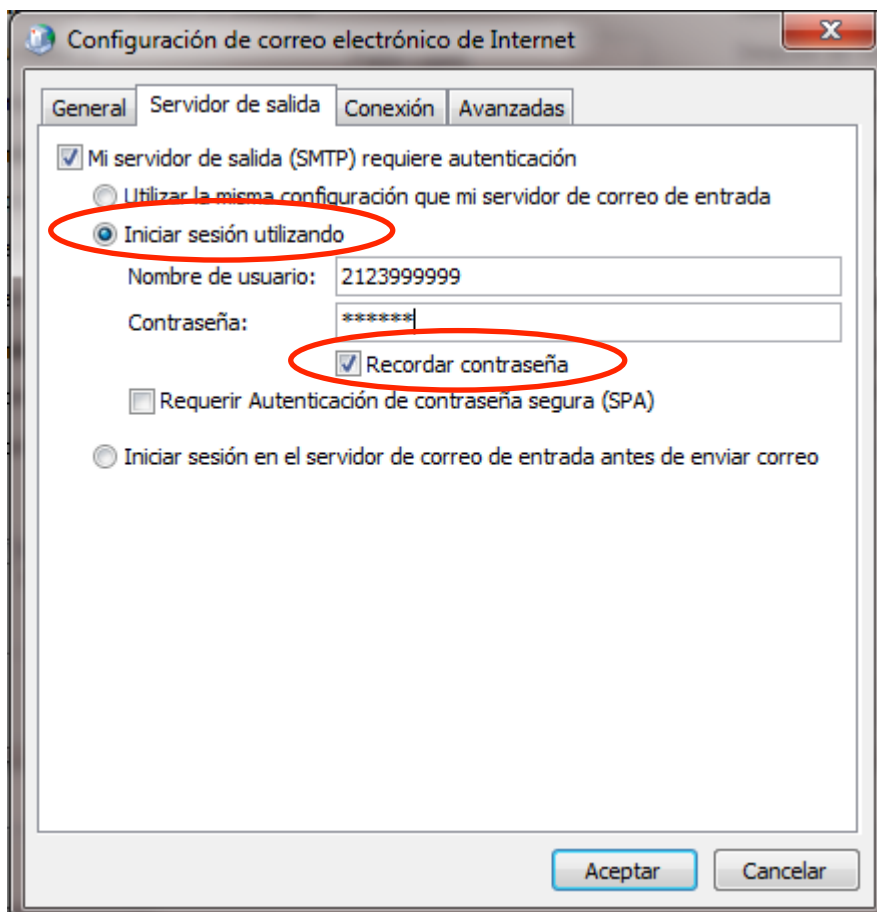 Configuración de correo electrónico de Internet
General Servidor de salida Conexión Avanzadas
Mi servidor de salida (SMTP) requiere autenticación
Utilizar la misma configuración que mi servidor de correo de entrada
Iniciar sesión utilizando
Nombre de usuario: 2123999999
Contraseña: ******
Recordar contraseña
Requerir Autenticación de contraseña segura (SPA)
Iniciar sesión en el servidor de correo de entrada antes de enviar correo
Aceptar Cancelar